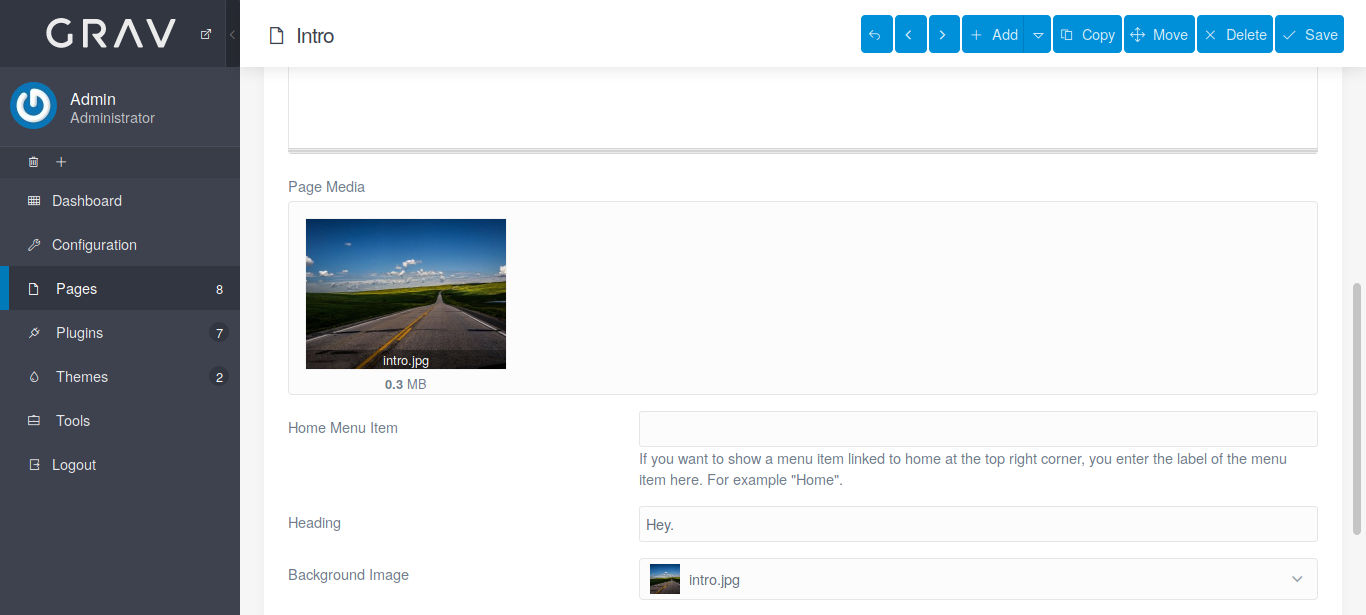 GRAV
Intro
Add
Copy
Move
Delete
Save
Admin
Administrator
Dashboard
Configuration
Pages 8
Plugins 7
Themes 2
Tools
Logout
Page Media
intro.jpg
0.3 MB
Home Menu Item
If you want to show a menu item linked to home at the top right corner, you enter the label of the menu
item here. For example "Home".
Heading
Hey.
Background Image
intro.jpg